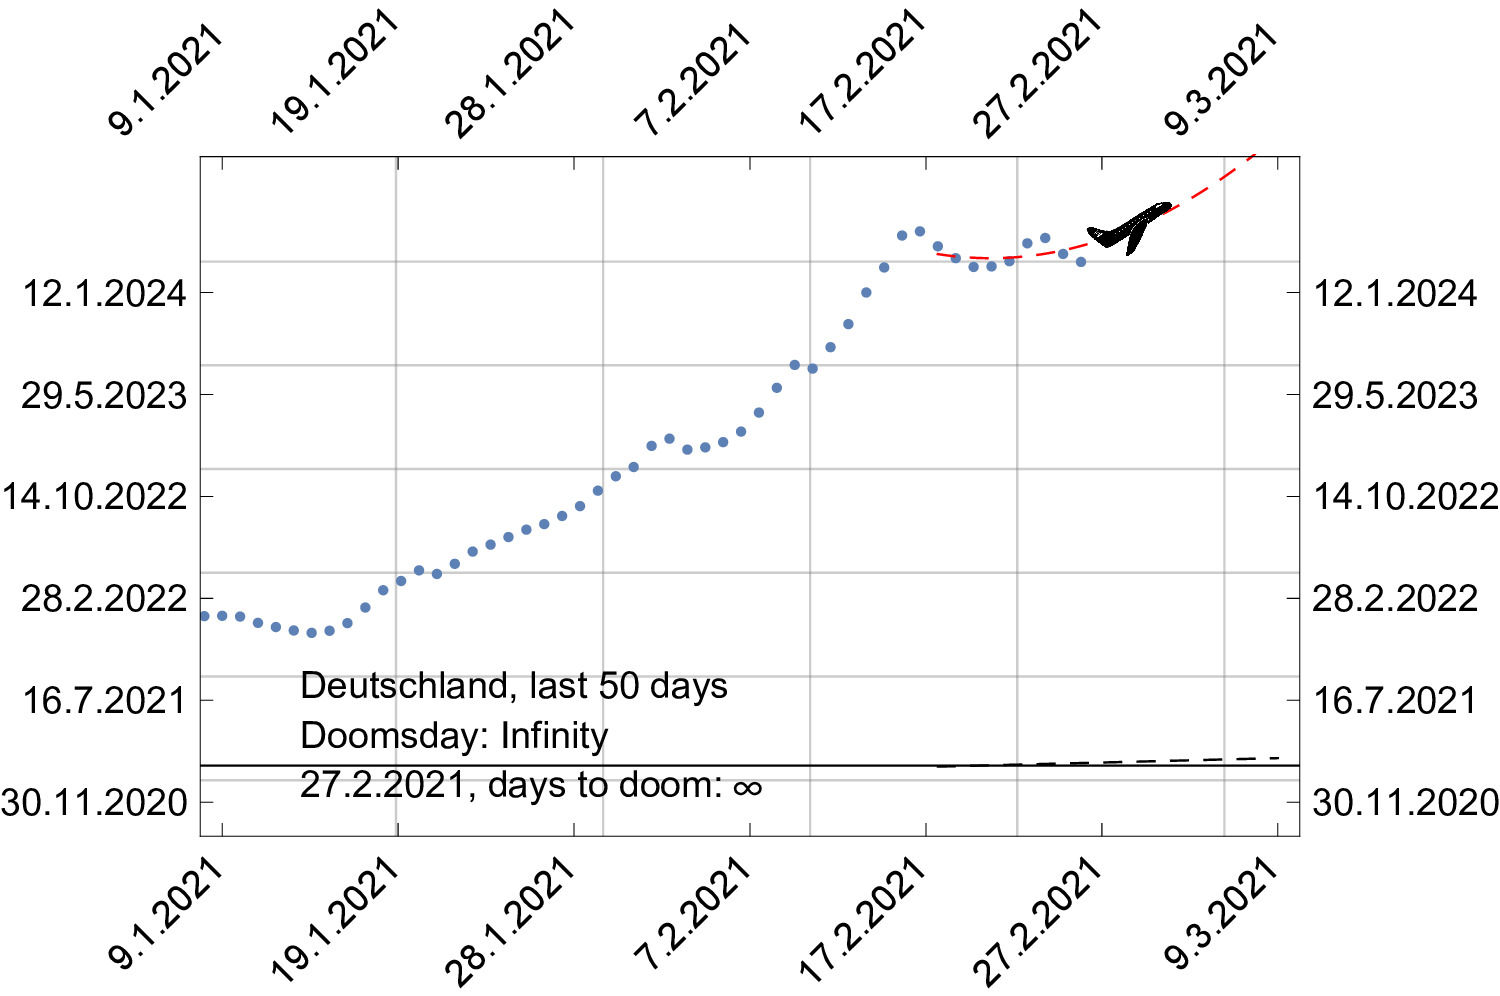 9.1.2021 19.1.2021 28.1.2021 7.2.2021 17.2.2021 27.2.2021 9.3.2021
12.1.2024 12.1.2024
29.5.2023 29.5.2023
14.10.2022 14.10.2022
28.2.2022 28.2.2022
16.7.2021 16.7.2021
Deutschland, last 50 days
Doomsday: Infinity
27.2.2021, days to doom: ∞
30.11.2020 30.11.2020
9.1.2021 19.1.2021 28.1.2021 7.2.2021 17.2.2021 27.2.2021 9.3.2021